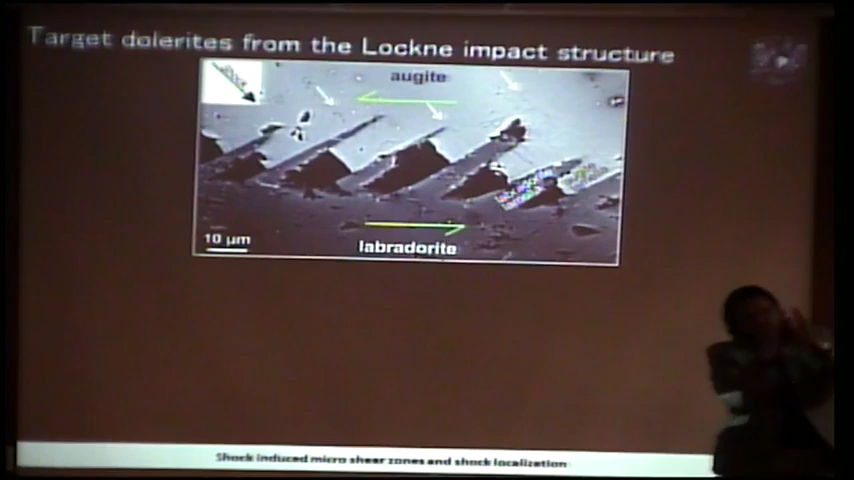 Target dolerites from the Lockne impact structure
augite
10 µm
labradorite
Shock induced micro shear zones and shock localization